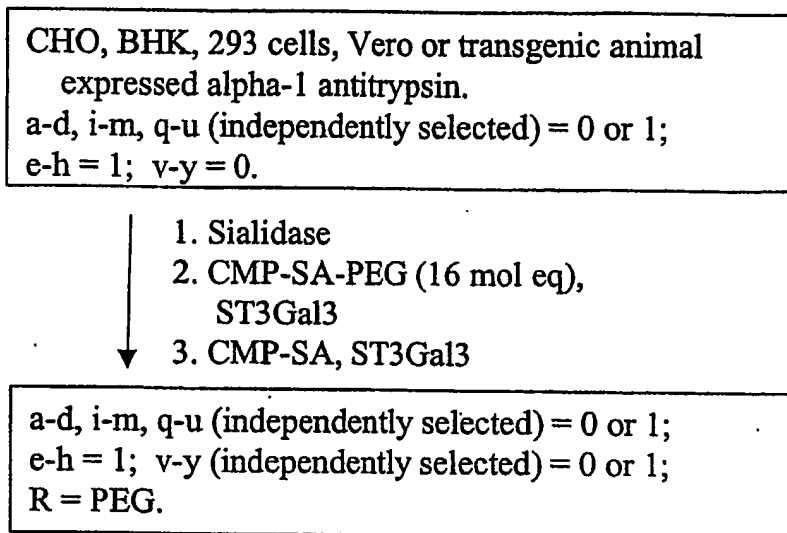 CHO, BHK, 293 cells, Vero or transgenic animal
expressed alpha-1 antitrypsin.
a-d, i-m, q-u (independently selected) = 0 or 1;
e-h = 1; v-y = 0.
1. Sialidase
2. CMP-SA-PEG (16 mol eq),
ST3Gal3
3. CMP-SA, ST3Gal3
a-d, i-m, q-u (independently selected) = 0 or 1;
e-h = 1; v-y (independently selected) = 0 or 1;
R = PEG.